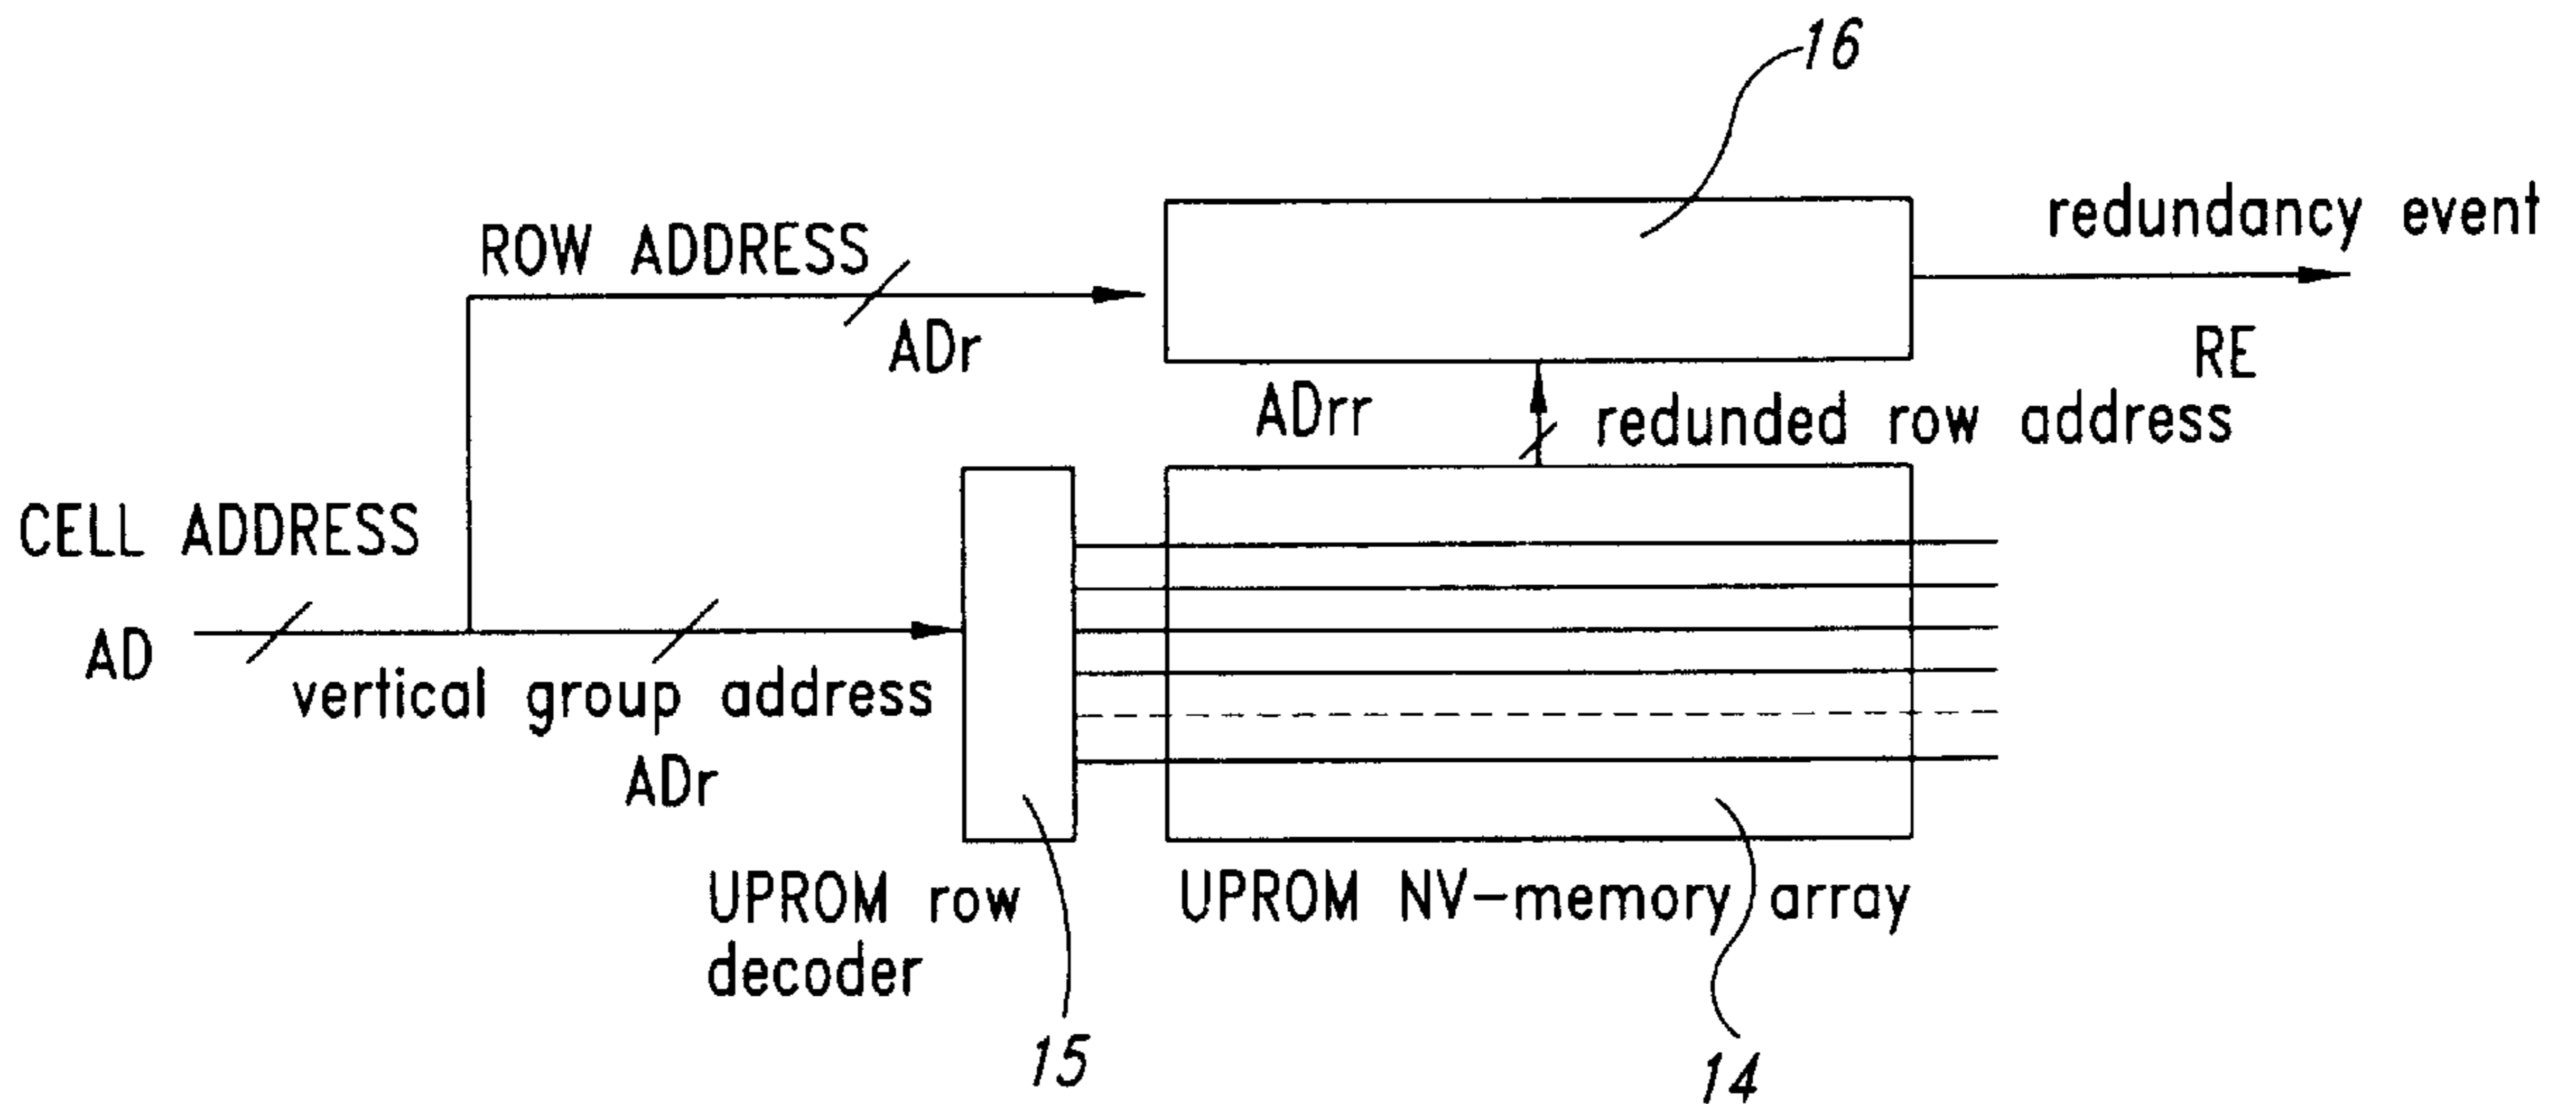 16
redundancy event
ROW ADDRESS
ADr
RE
ADrr
redunded row address
CELL ADDRESS
AD
vertical group address
ADr
UPROM row
decoder
UPROM NV-memory array
15
14